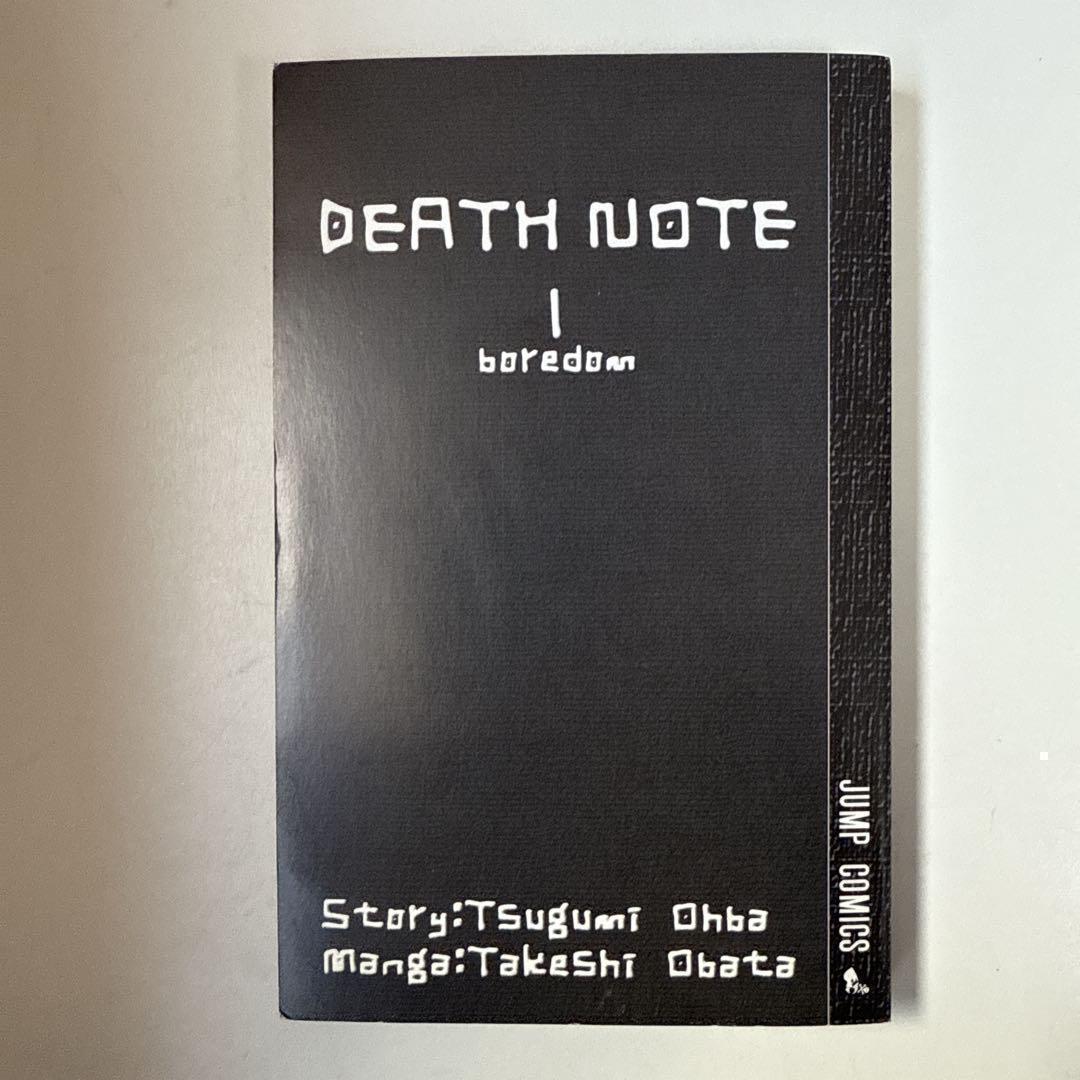 DEATH NOTE
1
boredom
Story:Tsugumi Ohba
Manga:Takeshi Obata
JUMP COMICS